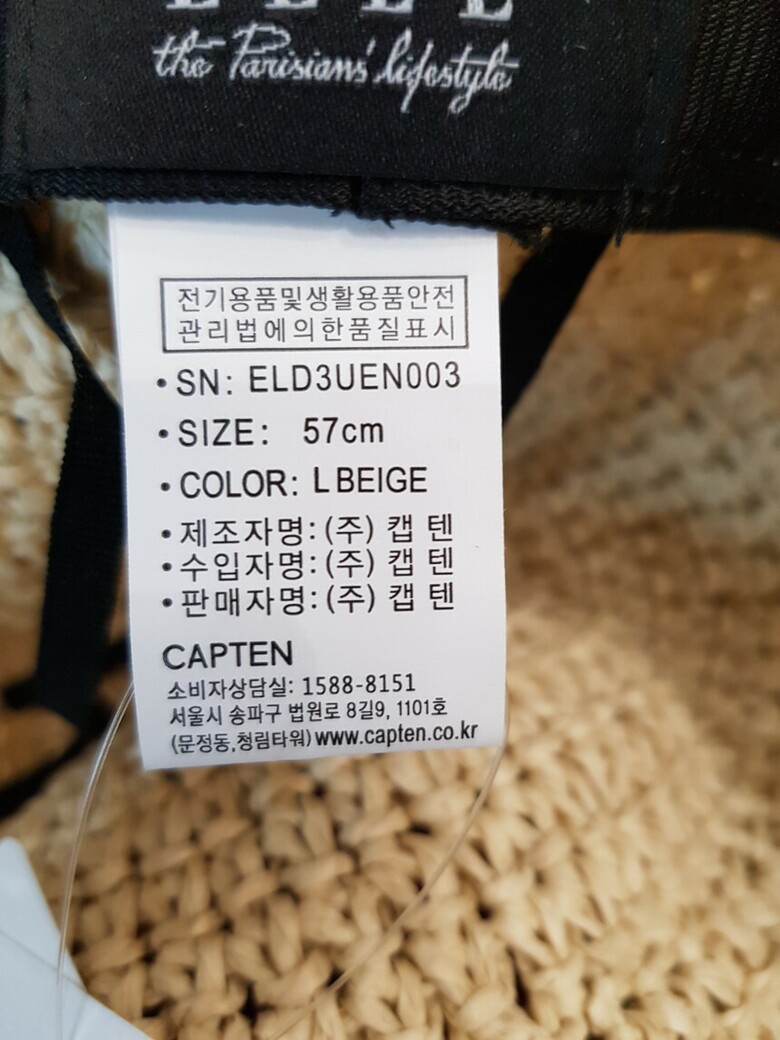 the Parisians' lifestyle
전기용품및생활용품안전
관리법에의한품질표시
• SN: ELD3UEN003
• SIZE: 57cm
• COLOR: L BEIGE
• 제조자명: (주) 캡 텐
• 수입자명: (주) 캡 텐
• 판매자명: (주) 캡 텐
CAPTEN
소비자상담실: 1588-8151
서울시 송파구 법원로 8길9, 1101호
(문정동,청림타워) www.capten.co.kr